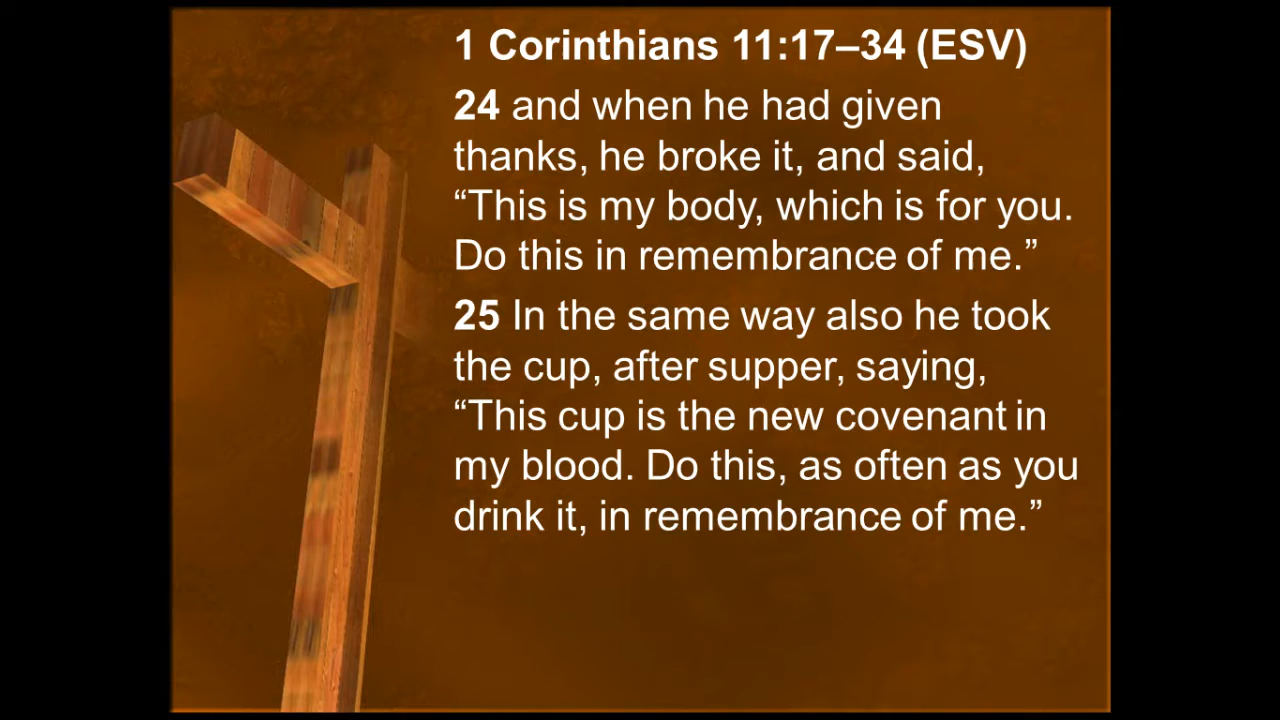 1 Corinthians 11:17–34 (ESV)
24 and when he had given
thanks, he broke it, and said,
“This is my body, which is for you.
Do this in remembrance of me.”
25 In the same way also he took
the cup, after supper, saying,
“This cup is the new covenant in
my blood. Do this, as often as you
drink it, in remembrance of me.”